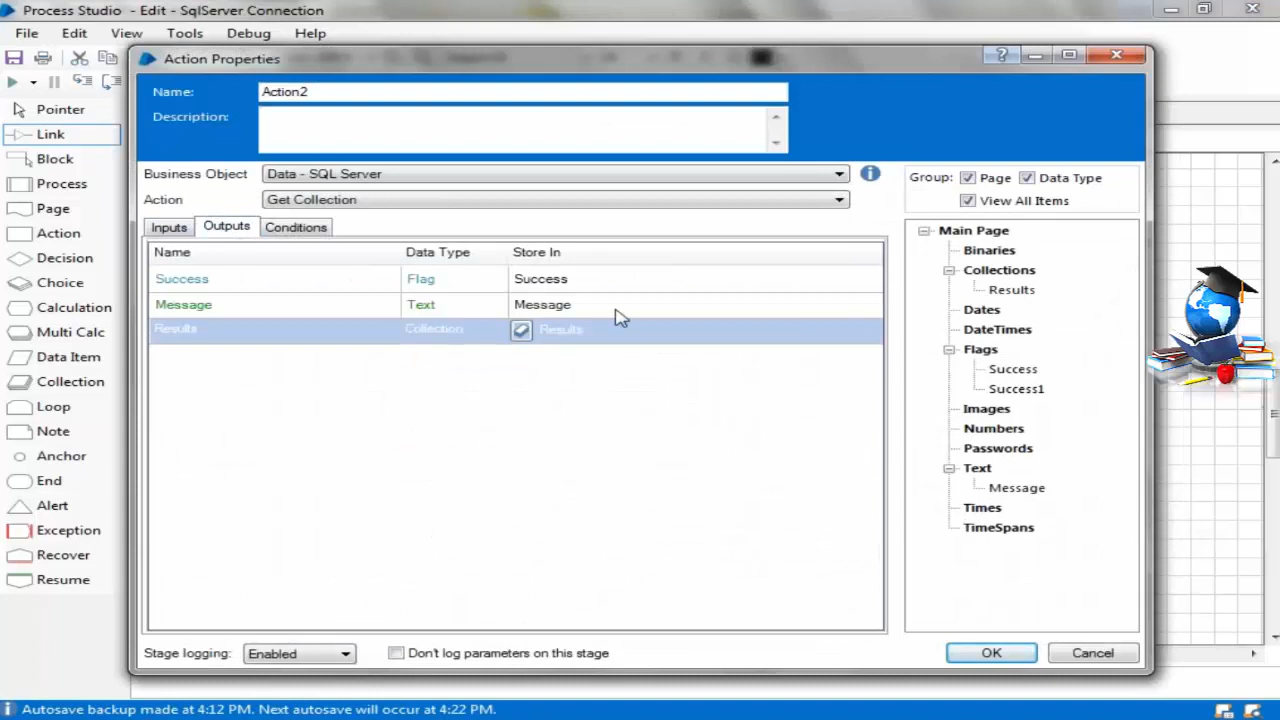 Process Studio - Edit - SqlServer Connection
File Edit View Tools Debug Help
Action Properties
Name: Action2
Description:
Business Object Data - SQL Server
Action Get Collection
Inputs Outputs Conditions
Name Data Type Store In
Success Flag Success
Message Text Message
Results Collection Results
Group: Page Data Type
View All Items
Main Page
Binaries
Collections
Results
Dates
DateTimes
Flags
Success
Success1
Images
Numbers
Passwords
Text
Message
Times
TimeSpans
Pointer
Link
Block
Process
Page
Action
Decision
Choice
Calculation
Multi Calc
Data Item
Collection
Loop
Note
Anchor
End
Alert
Exception
Recover
Resume
Stage logging: Enabled Don't log parameters on this stage
OK Cancel
Autosave backup made at 4:12 PM. Next autosave will occur at 4:22 PM.